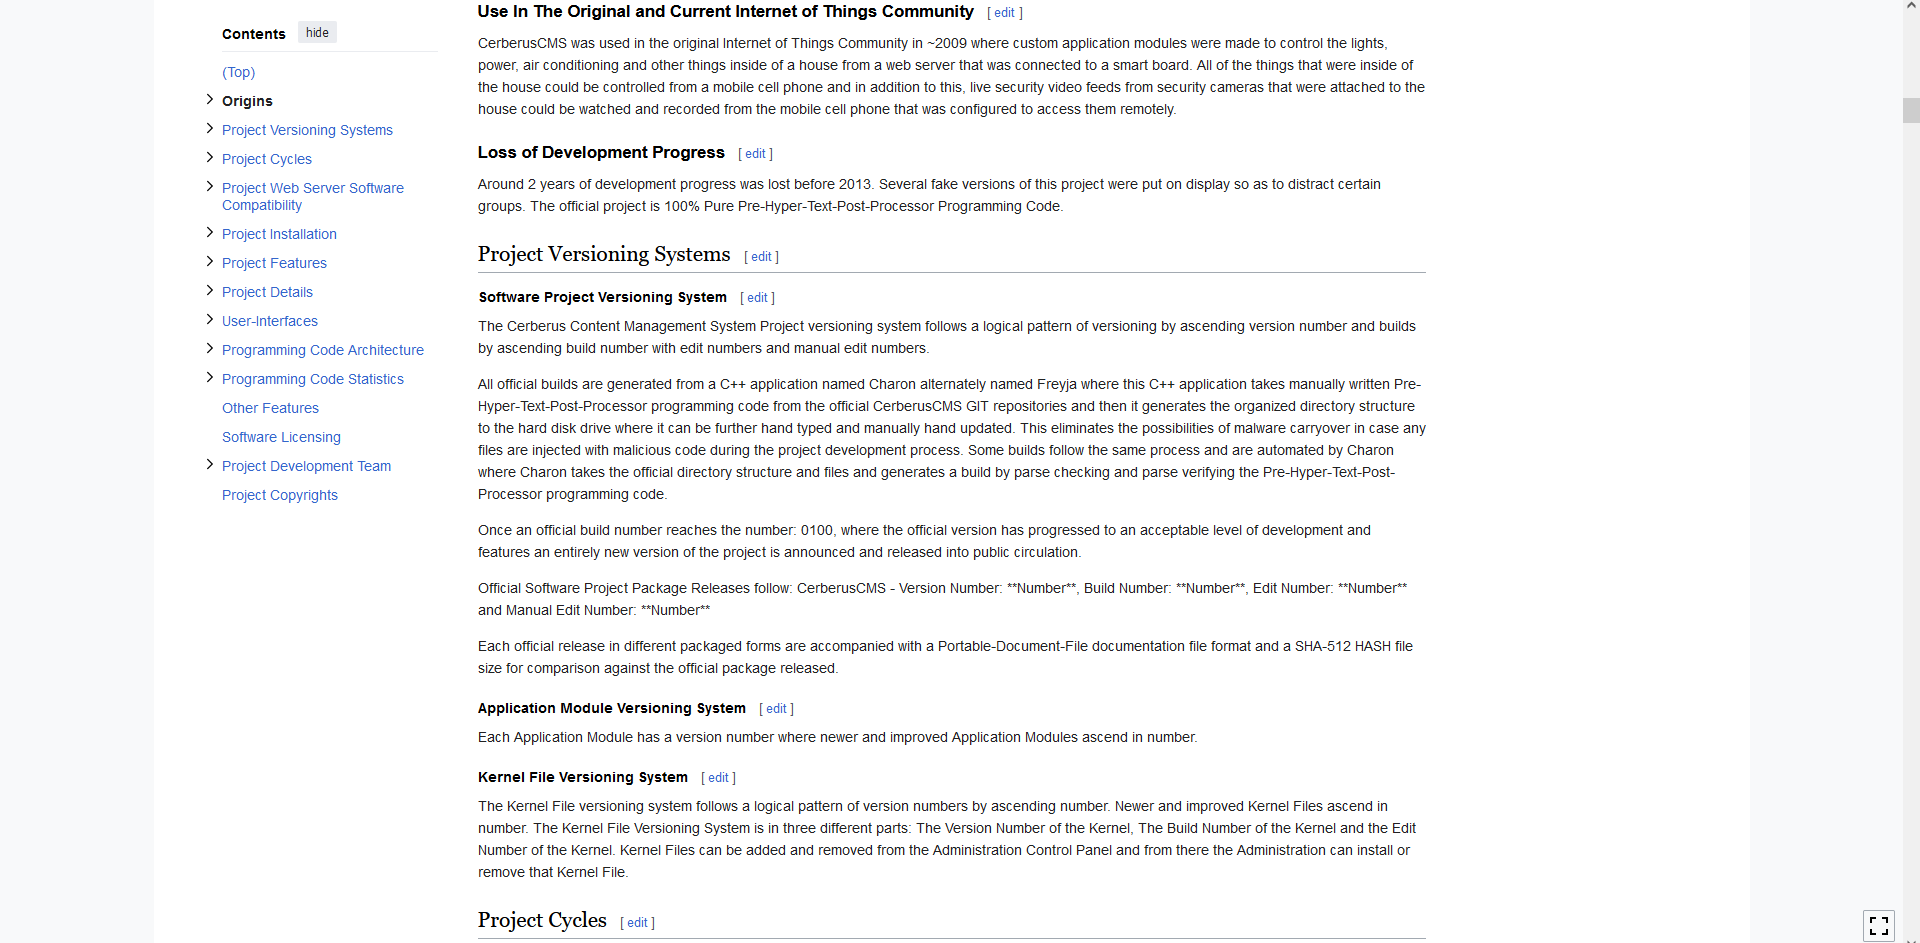 Contents hide
(Top)
Origins
Project Versioning Systems
Project Cycles
Project Web Server Software
Compatibility
Project Installation
Project Features
Project Details
User-Interfaces
Programming Code Architecture
Programming Code Statistics
Other Features
Software Licensing
Project Development Team
Project Copyrights
Use In The Original and Current Internet of Things Community [ edit ]
CerberusCMS was used in the original Internet of Things Community in ~2009 where custom application modules were made to control the lights,
power, air conditioning and other things inside of a house from a web server that was connected to a smart board. All of the things that were inside of
the house could be controlled from a mobile cell phone and in addition to this, live security video feeds from security cameras that were attached to the
house could be watched and recorded from the mobile cell phone that was configured to access them remotely.
Loss of Development Progress [ edit ]
Around 2 years of development progress was lost before 2013. Several fake versions of this project were put on display so as to distract certain
groups. The official project is 100% Pure Pre-Hyper-Text-Post-Processor Programming Code.
Project Versioning Systems [ edit ]
Software Project Versioning System [ edit ]
The Cerberus Content Management System Project versioning system follows a logical pattern of versioning by ascending version number and builds
by ascending build number with edit numbers and manual edit numbers.
All official builds are generated from a C++ application named Charon alternately named Freyja where this C++ application takes manually written Pre-
Hyper-Text-Post-Processor programming code from the official CerberusCMS GIT repositories and then it generates the organized directory structure
to the hard disk drive where it can be further hand typed and manually hand updated. This eliminates the possibilities of malware carryover in case any
files are injected with malicious code during the project development process. Some builds follow the same process and are automated by Charon
where Charon takes the official directory structure and files and generates a build by parse checking and parse verifying the Pre-Hyper-Text-Post-
Processor programming code.
Once an official build number reaches the number: 0100, where the official version has progressed to an acceptable level of development and
features an entirely new version of the project is announced and released into public circulation.
Official Software Project Package Releases follow: CerberusCMS - Version Number: **Number**, Build Number: **Number**, Edit Number: **Number**
and Manual Edit Number: **Number**
Each official release in different packaged forms are accompanied with a Portable-Document-File documentation file format and a SHA-512 HASH file
size for comparison against the official package released.
Application Module Versioning System [ edit ]
Each Application Module has a version number where newer and improved Application Modules ascend in number.
Kernel File Versioning System [ edit ]
The Kernel File versioning system follows a logical pattern of version numbers by ascending number. Newer and improved Kernel Files ascend in
number. The Kernel File Versioning System is in three different parts: The Version Number of the Kernel, The Build Number of the Kernel and the Edit
Number of the Kernel. Kernel Files can be added and removed from the Administration Control Panel and from there the Administration can install or
remove that Kernel File.
Project Cycles [ edit ]